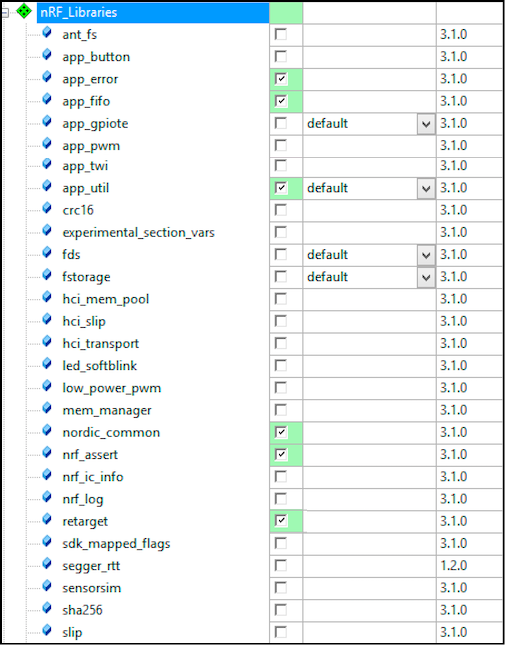 nRF_Libraries
ant_fs 3.1.0
app_button 3.1.0
app_error 3.1.0
app_fifo 3.1.0
app_gpiote default 3.1.0
app_pwm 3.1.0
app_twi 3.1.0
app_util default 3.1.0
crc16 3.1.0
experimental_section_vars 3.1.0
fds default 3.1.0
fstorage default 3.1.0
hci_mem_pool 3.1.0
hci_slip 3.1.0
hci_transport 3.1.0
led_softblink 3.1.0
low_power_pwm 3.1.0
mem_manager 3.1.0
nordic_common 3.1.0
nrf_assert 3.1.0
nrf_ic_info 3.1.0
nrf_log 3.1.0
retarget 3.1.0
sdk_mapped_flags 3.1.0
segger_rtt 1.2.0
sensorsim 3.1.0
sha256 3.1.0
slip 3.1.0